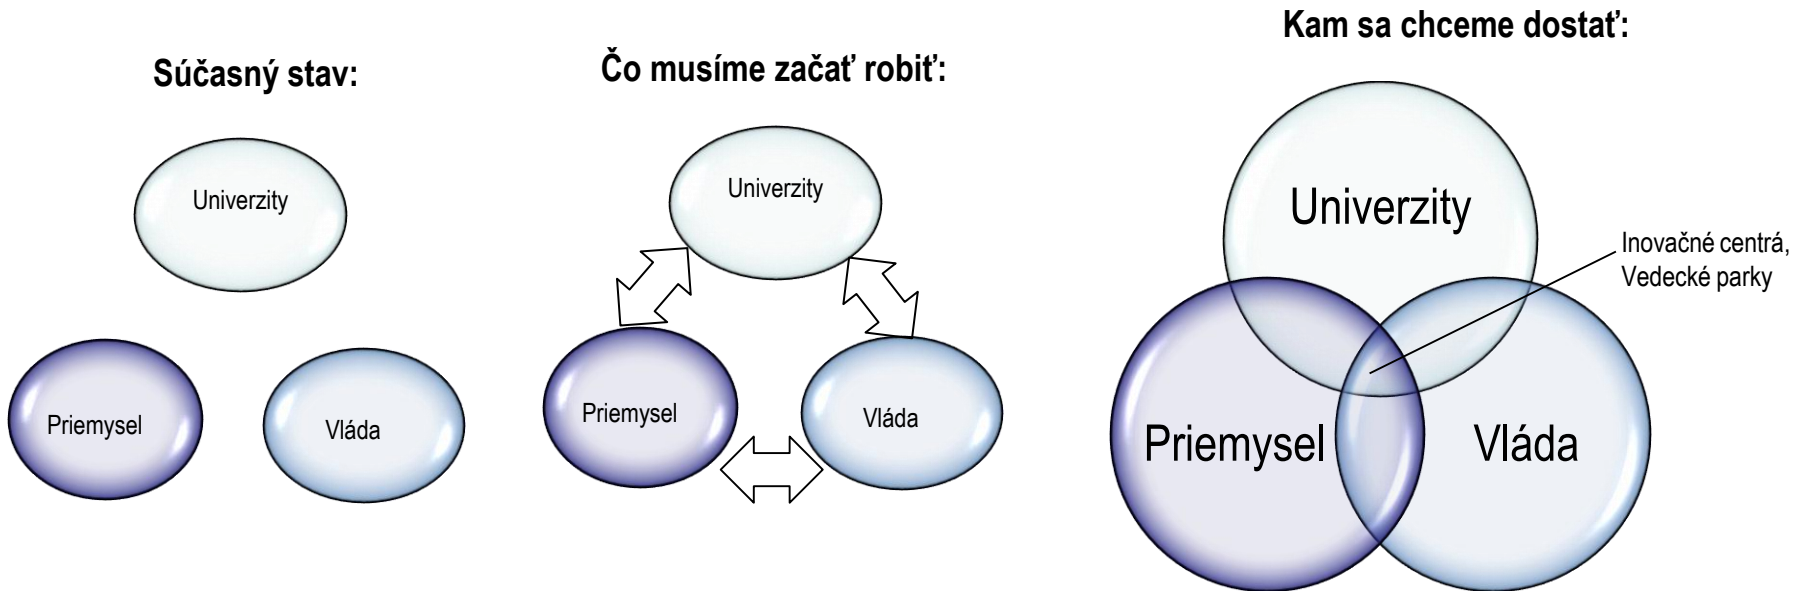 Súčasný stav:
Univerzity
Priemysel
Vláda
Čo musíme začať robiť:
Univerzity
Priemysel
Vláda
Kam sa chceme dostať:
Univerzity
Inovačné centrá,
Vedecké parky
Priemysel
Vláda